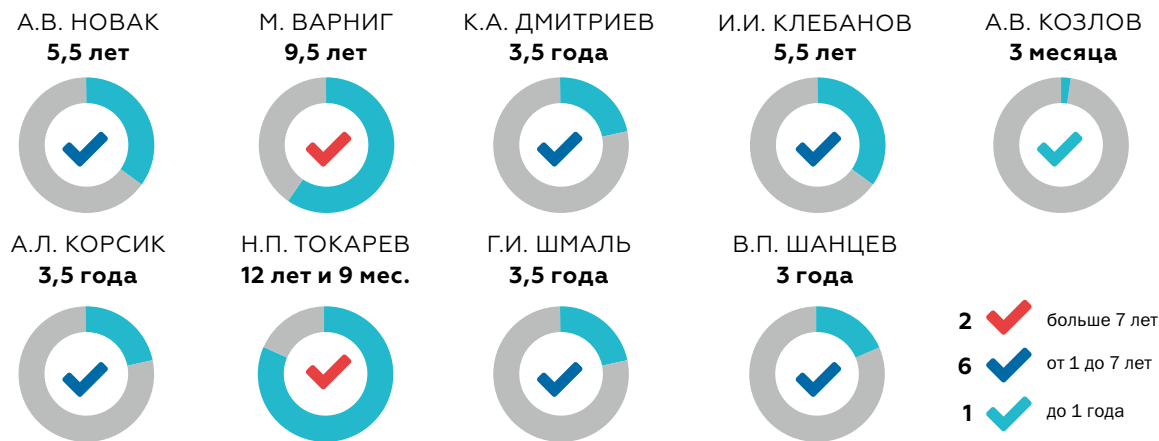 А.В. НОВАК
5,5 лет
М. ВАРНИГ
9,5 лет
К.А. ДМИТРИЕВ
3,5 года
И.И. КЛЕБАНОВ
5,5 лет
А.В. КОЗЛОВ
3 месяца
А.Л. КОРСИК
3,5 года
Н.П. ТОКАРЕВ
12 лет и 9 мес.
Г.И. ШМАЛЬ
3,5 года
В.П. ШАНЦЕВ
3 года
2 больше 7 лет
6 от 1 до 7 лет
1 до 1 года